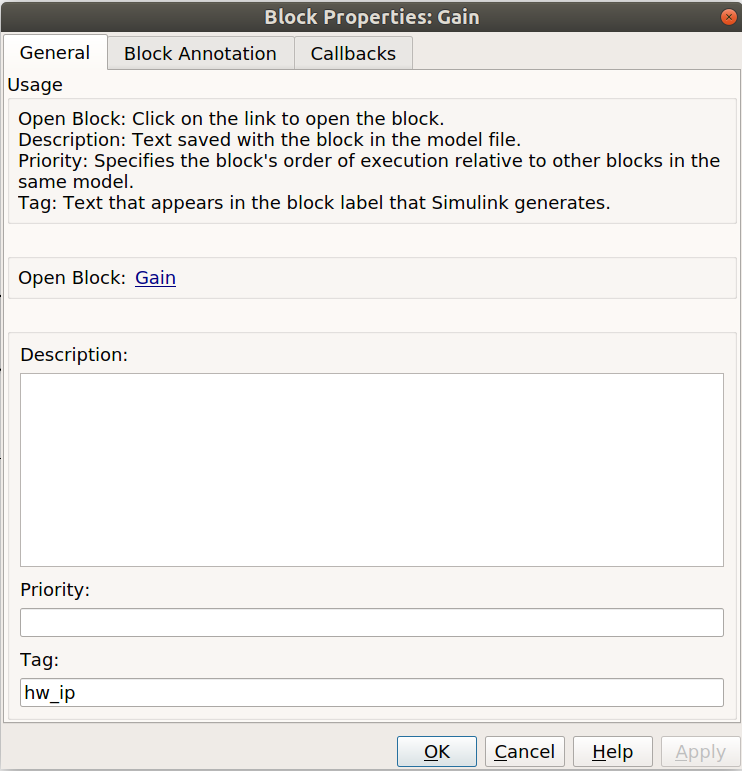 Block Properties: Gain
General
Block Annotation
Callbacks
Usage
Open Block: Click on the link to open the block.
Description: Text saved with the block in the model file.
Priority: Specifies the block's order of execution relative to other blocks in the
same model.
Tag: Text that appears in the block label that Simulink generates.
Open Block: Gain
Description:
Priority:
Tag:
hw_ip
OK
Cancel
Help
Apply